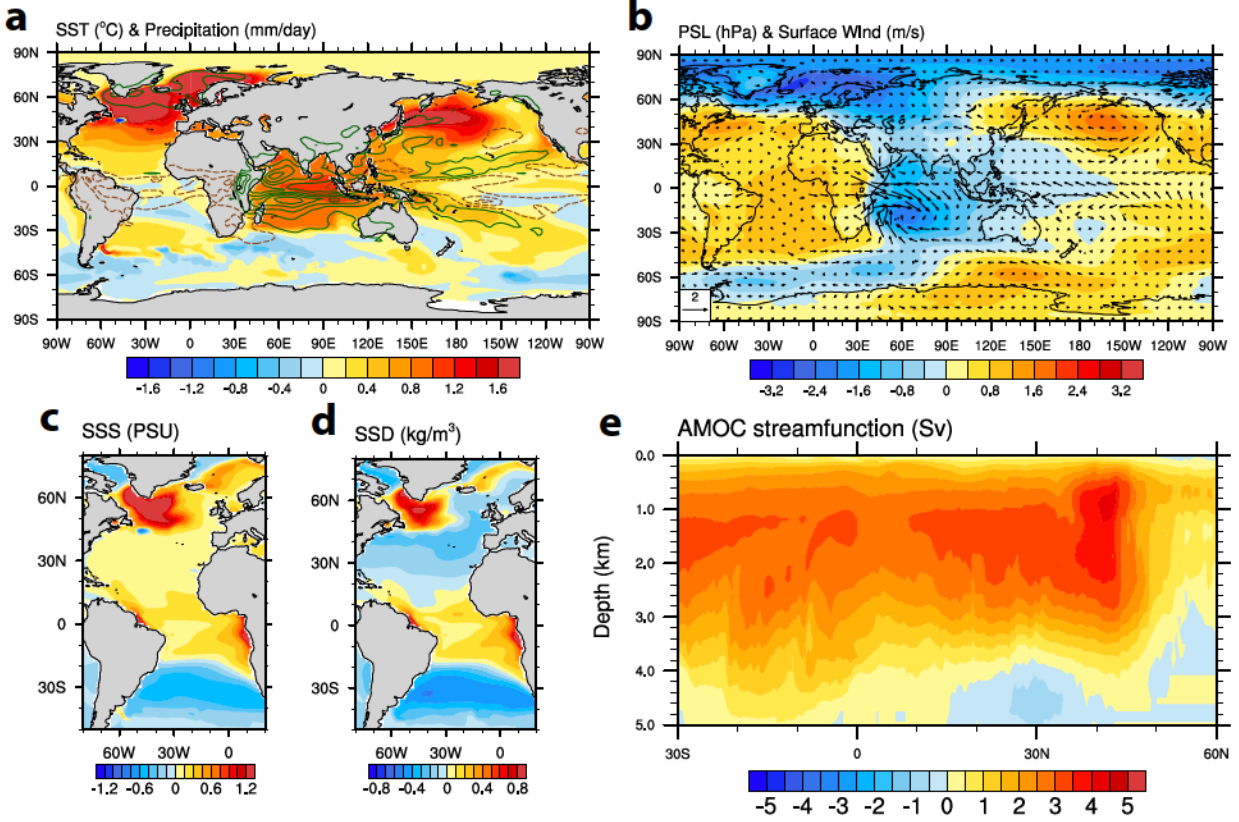 a
SST (°C) & Precipitation (mm/day)
90N
60N
30N
0
30S
60S
90S
90W 60W 30W 0 30E 60E 90E 120E 150E 180 150W 120W 90W
-1.6 -1.2 -0.8 -0.4 0 0.4 0.8 1.2 1.6
b
PSL (hPa) & Surface WInd (m/s)
90N
60N
30N
0
30S
60S
90S
2
90W 60W 30W 0 30E 60E 90E 120E 150E 180 150W 120W 90W
-3.2 -2.4 -1.6 -0.8 0 0.8 1.6 2.4 3.2
c
SSS (PSU)
60N
30N
0
30S
60W 30W 0
-1.2 -0.8 -0.4 0 0.4 0.8 1.2
d
SSD (kg/m³)
60N
30N
0
30S
60W 30W 0
-0.8 -0.4 0 0.4 0.8
e
AMOC streamfunction (Sv)
Depth (km)
0.0
1.0
2.0
3.0
4.0
5.0
30S 0 30N 60N
-5 -4 -3 -2 -1 0 1 2 3 4 5